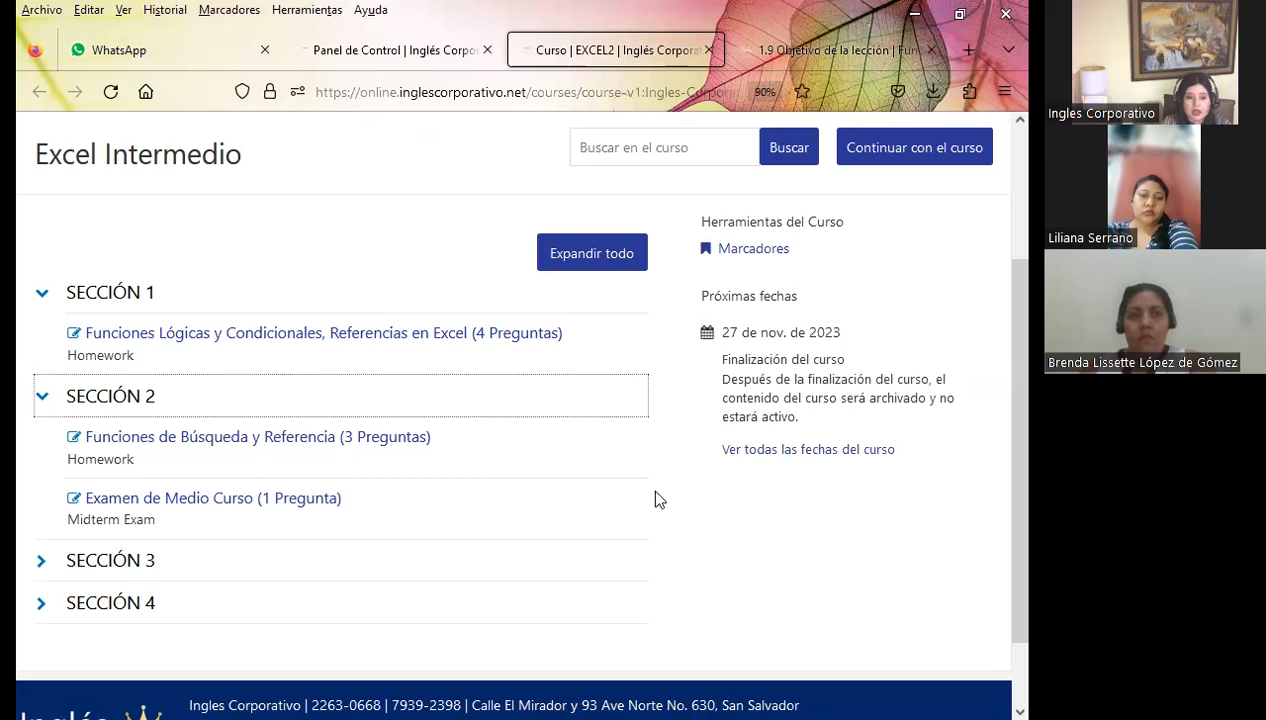 Archivo Editar Ver Historial Marcadores Herramientas Ayuda
WhatsApp
Panel de Control | Inglés Corpor
Curso | EXCEL2 | Inglés Corporat
1.9 Objetivo de la lección | Fun
https://online.inglescorporativo.net/courses/course-v1:Ingles-Corpor
90%
Excel Intermedio
Buscar en el curso
Buscar
Continuar con el curso
Expandir todo
SECCIÓN 1
Funciones Lógicas y Condicionales, Referencias en Excel (4 Preguntas)
Homework
SECCIÓN 2
Funciones de Búsqueda y Referencia (3 Preguntas)
Homework
Examen de Medio Curso (1 Pregunta)
Midterm Exam
SECCIÓN 3
SECCIÓN 4
Herramientas del Curso
Marcadores
Próximas fechas
27 de nov. de 2023
Finalización del curso
Después de la finalización del curso, el
contenido del curso será archivado y no
estará activo.
Ver todas las fechas del curso
Inglés
Ingles Corporativo | 2263-0668 | 7939-2398 | Calle El Mirador y 93 Ave Norte No. 630, San Salvador
Ingles Corporativo
Liliana Serrano
Brenda Lissette López de Gómez